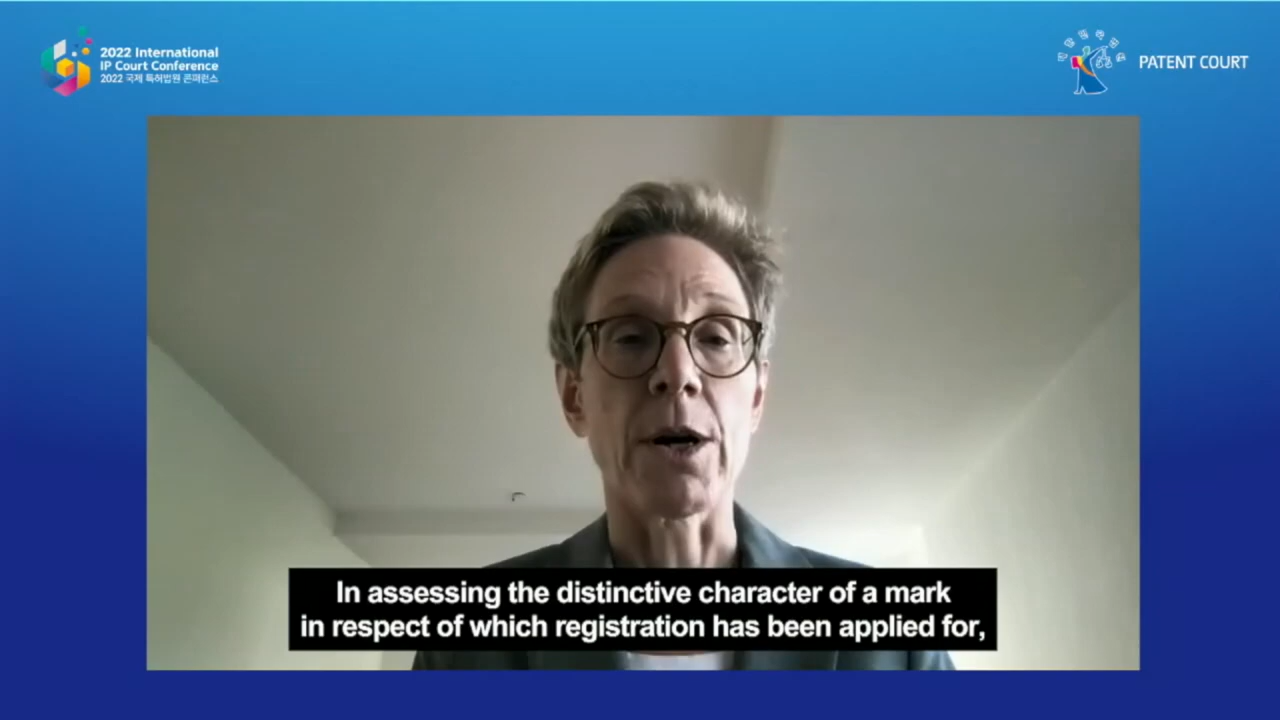 2022 International
IP Court Conference
2022 국제 특허법원 콘퍼런스
PATENT COURT
In assessing the distinctive character of a mark
in respect of which registration has been applied for,